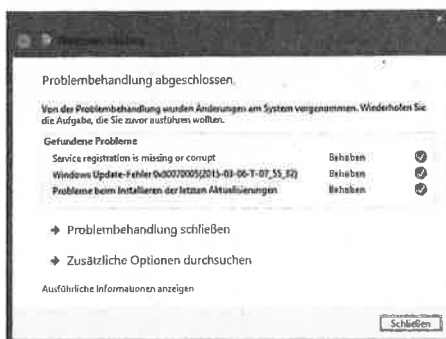 Problembehandlung abgeschlossen
Von der Problembehandlung wurden Änderungen am System vorgenommen. Wiederholen Sie
die Aufgabe, die Sie zuvor ausführen wollten.
Gefundene Probleme
Service registration is missing or corrupt Behoben
Windows Update-Fehler 0x80070005(2015-03-06-T-07_55_32) Behoben
Probleme beim Installieren der letzten Aktualisierungen Behoben
Problembehandlung schließen
Zusätzliche Optionen durchsuchen
Ausführliche Informationen anzeigen
Schließen